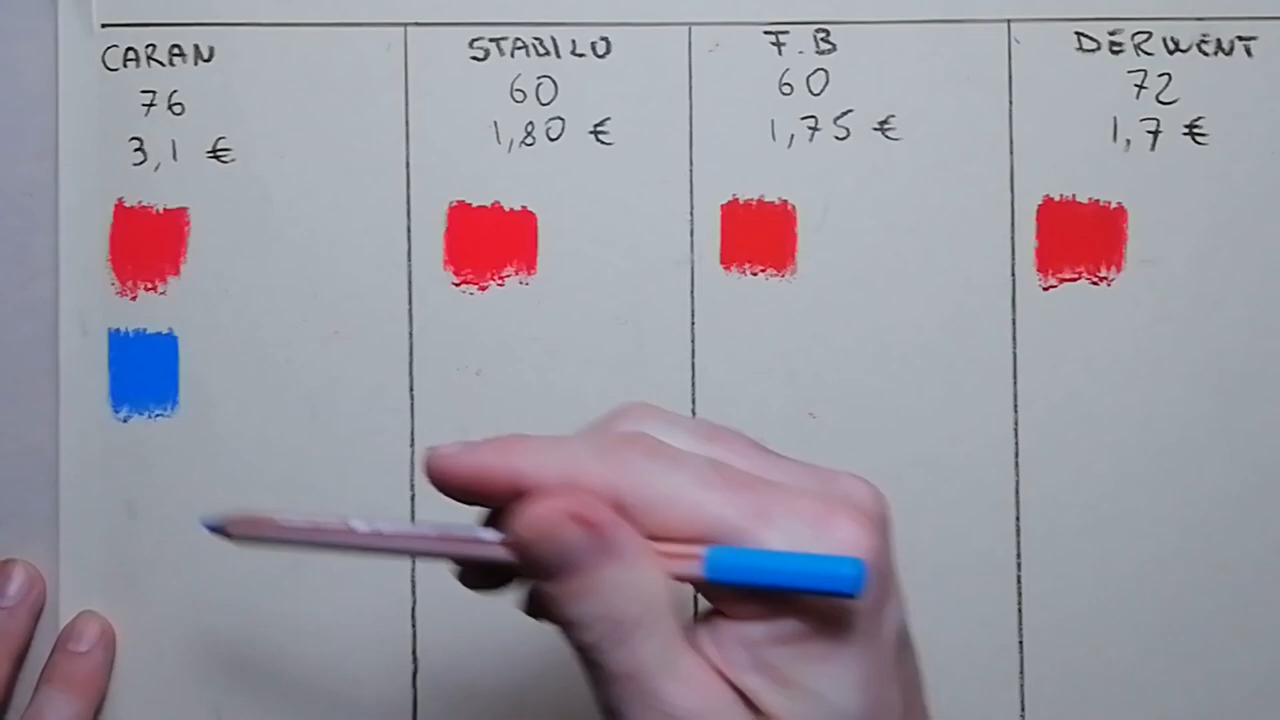 CARAN
76
3,1 €
STABILO
60
1,80 €
F.B
60
1,75 €
DERWENT
72
1,7 €